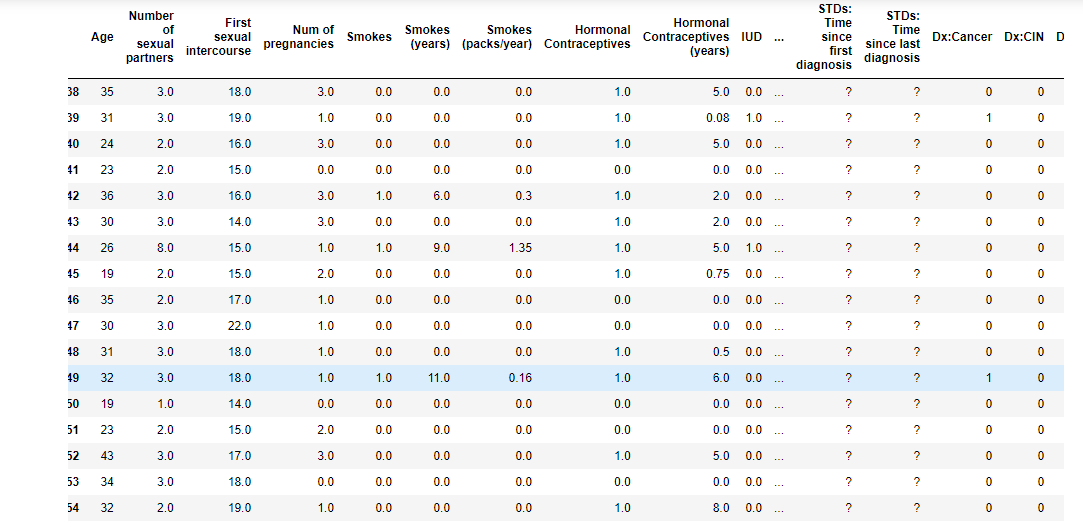 Age Number of sexual partners First sexual intercourse Num of pregnancies Smokes Smokes (years) Smokes (packs/year) Hormonal Contraceptives Hormonal Contraceptives (years) IUD ... STDs: Time since first diagnosis STDs: Time since last diagnosis Dx:Cancer Dx:CIN D
38 35 3.0 18.0 3.0 0.0 0.0 0.0 1.0 5.0 0.0 ... ? ? 0 0
39 31 3.0 19.0 1.0 0.0 0.0 0.0 1.0 0.08 1.0 ... ? ? 1 0
40 24 2.0 16.0 3.0 0.0 0.0 0.0 1.0 5.0 0.0 ... ? ? 0 0
41 23 2.0 15.0 0.0 0.0 0.0 0.0 0.0 0.0 0.0 ... ? ? 0 0
42 36 3.0 16.0 3.0 1.0 6.0 0.3 1.0 2.0 0.0 ... ? ? 0 0
43 30 3.0 14.0 3.0 0.0 0.0 0.0 1.0 2.0 0.0 ... ? ? 0 0
44 26 8.0 15.0 1.0 1.0 9.0 1.35 1.0 5.0 1.0 ... ? ? 0 0
45 19 2.0 15.0 2.0 0.0 0.0 0.0 1.0 0.75 0.0 ... ? ? 0 0
46 35 2.0 17.0 1.0 0.0 0.0 0.0 0.0 0.0 0.0 ... ? ? 0 0
47 30 3.0 22.0 1.0 0.0 0.0 0.0 0.0 0.0 0.0 ... ? ? 0 0
48 31 3.0 18.0 1.0 0.0 0.0 0.0 1.0 0.5 0.0 ... ? ? 0 0
49 32 3.0 18.0 1.0 1.0 11.0 0.16 1.0 6.0 0.0 ... ? ? 1 0
50 19 1.0 14.0 0.0 0.0 0.0 0.0 0.0 0.0 0.0 ... ? ? 0 0
51 23 2.0 15.0 2.0 0.0 0.0 0.0 0.0 0.0 0.0 ... ? ? 0 0
52 43 3.0 17.0 3.0 0.0 0.0 0.0 1.0 5.0 0.0 ... ? ? 0 0
53 34 3.0 18.0 0.0 0.0 0.0 0.0 0.0 0.0 0.0 ... ? ? 0 0
54 32 2.0 19.0 1.0 0.0 0.0 0.0 1.0 8.0 0.0 ... ? ? 0 0